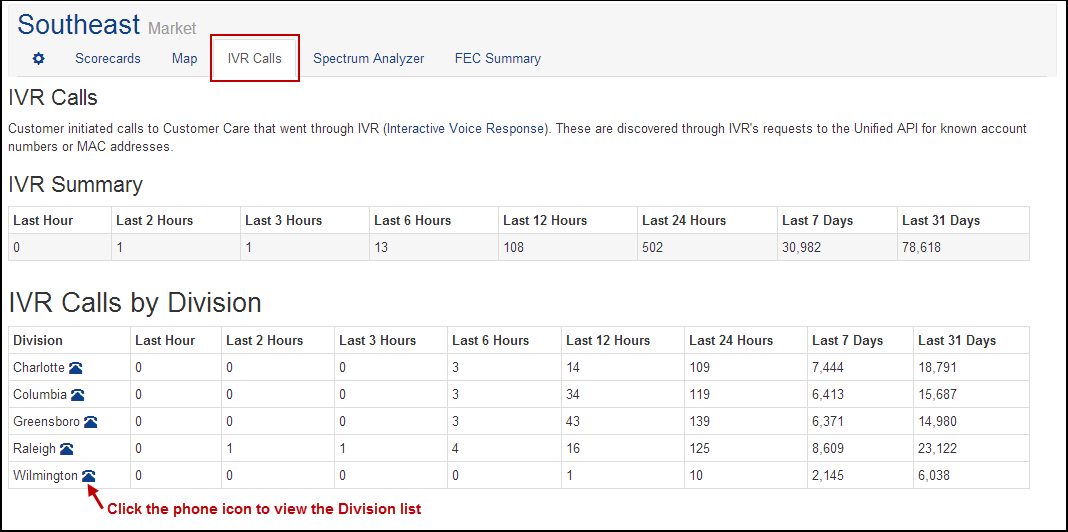 Southeast Market
Scorecards Map IVR Calls Spectrum Analyzer FEC Summary
IVR Calls
Customer initiated calls to Customer Care that went through IVR (Interactive Voice Response). These are discovered through IVR's requests to the Unified API for known account
numbers or MAC addresses.
IVR Summary
Last Hour Last 2 Hours Last 3 Hours Last 6 Hours Last 12 Hours Last 24 Hours Last 7 Days Last 31 Days
0 1 1 13 108 502 30,982 78,618
IVR Calls by Division
Division Last Hour Last 2 Hours Last 3 Hours Last 6 Hours Last 12 Hours Last 24 Hours Last 7 Days Last 31 Days
Charlotte 0 0 0 3 14 109 7,444 18,791
Columbia 0 0 0 3 34 119 6,413 15,687
Greensboro 0 0 0 3 43 139 6,371 14,980
Raleigh 0 1 1 4 16 125 8,609 23,122
Wilmington 0 0 0 0 1 10 2,145 6,038
Click the phone icon to view the Division list